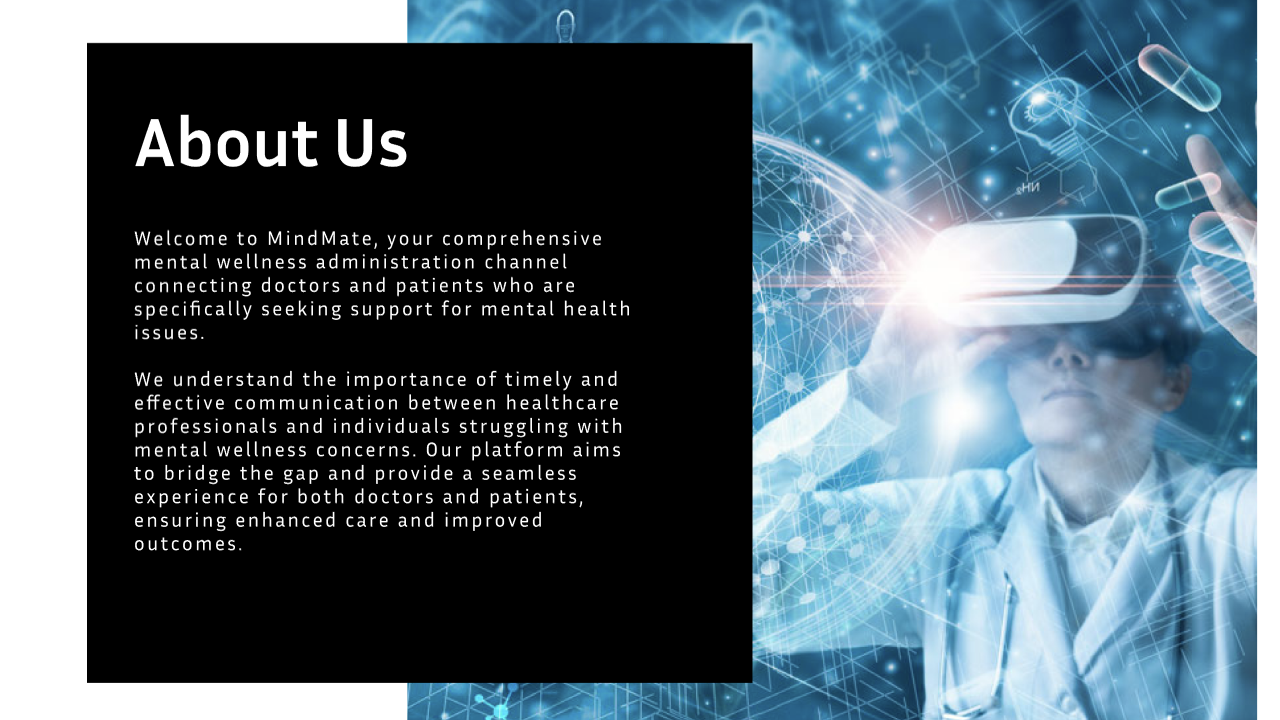 About Us
Welcome to MindMate, your comprehensive
mental wellness administration channel
connecting doctors and patients who are
specifically seeking support for mental health
issues.
We understand the importance of timely and
effective communication between healthcare
professionals and individuals struggling with
mental wellness concerns. Our platform aims
to bridge the gap and provide a seamless
experience for both doctors and patients,
ensuring enhanced care and improved
outcomes.
NH₂